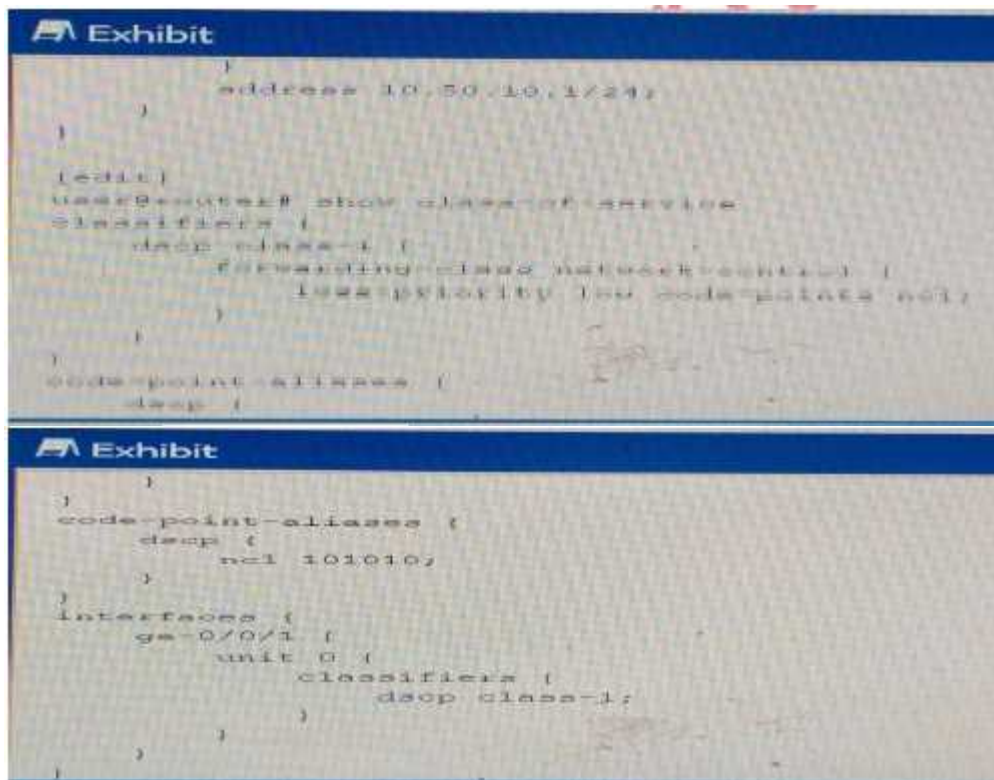 Exhibit
}
address 10.50.10.1/24;
}
}
[edit]
user@router# show class-of-service
classifiers {
dscp class-1 {
forwarding-class network-control {
loss-priority low code-points nc1;
}
}
}
code-point-aliases {
dscp {
Exhibit
}
}
code-point-aliases {
dscp {
nc1 101010;
}
}
interfaces {
ge-0/0/1 {
unit 0 {
classifiers {
dscp class-1;
}
}
}
}